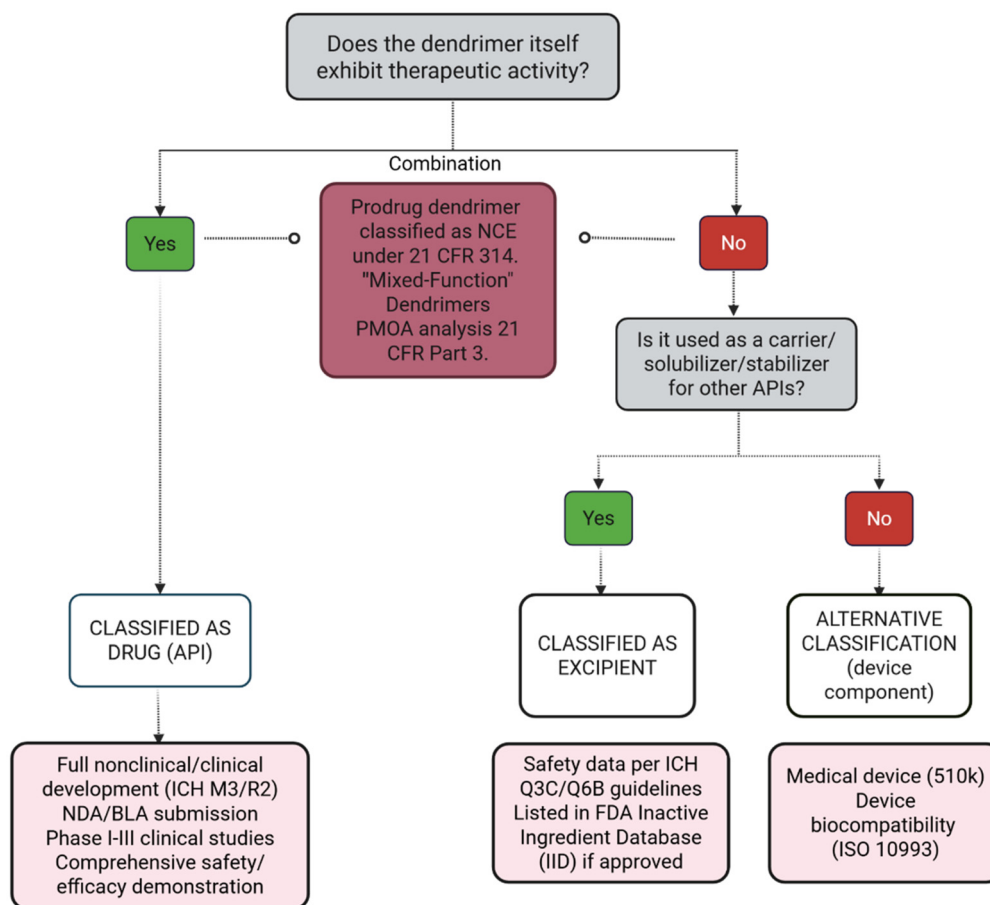 Does the dendrimer itself
exhibit therapeutic activity?
Combination
Prodrug dendrimer
classified as NCE
under 21 CFR 314.
"Mixed-Function"
Dendrimers
PMOA analysis 21
CFR Part 3.
Yes
No
Is it used as a carrier/
solubilizer/stabilizer
for other APIs?
Yes
No
CLASSIFIED AS
DRUG (API)
CLASSIFIED AS
EXCIPIENT
ALTERNATIVE
CLASSIFICATION
(device
component)
Full nonclinical/clinical
development (ICH M3/R2)
NDA/BLA submission
Phase I-III clinical studies
Comprehensive safety/
efficacy demonstration
Safety data per ICH
Q3C/Q6B guidelines
Listed in FDA Inactive
Ingredient Database
(IID) if approved
Medical device (510k)
Device
biocompatibility
(ISO 10993)